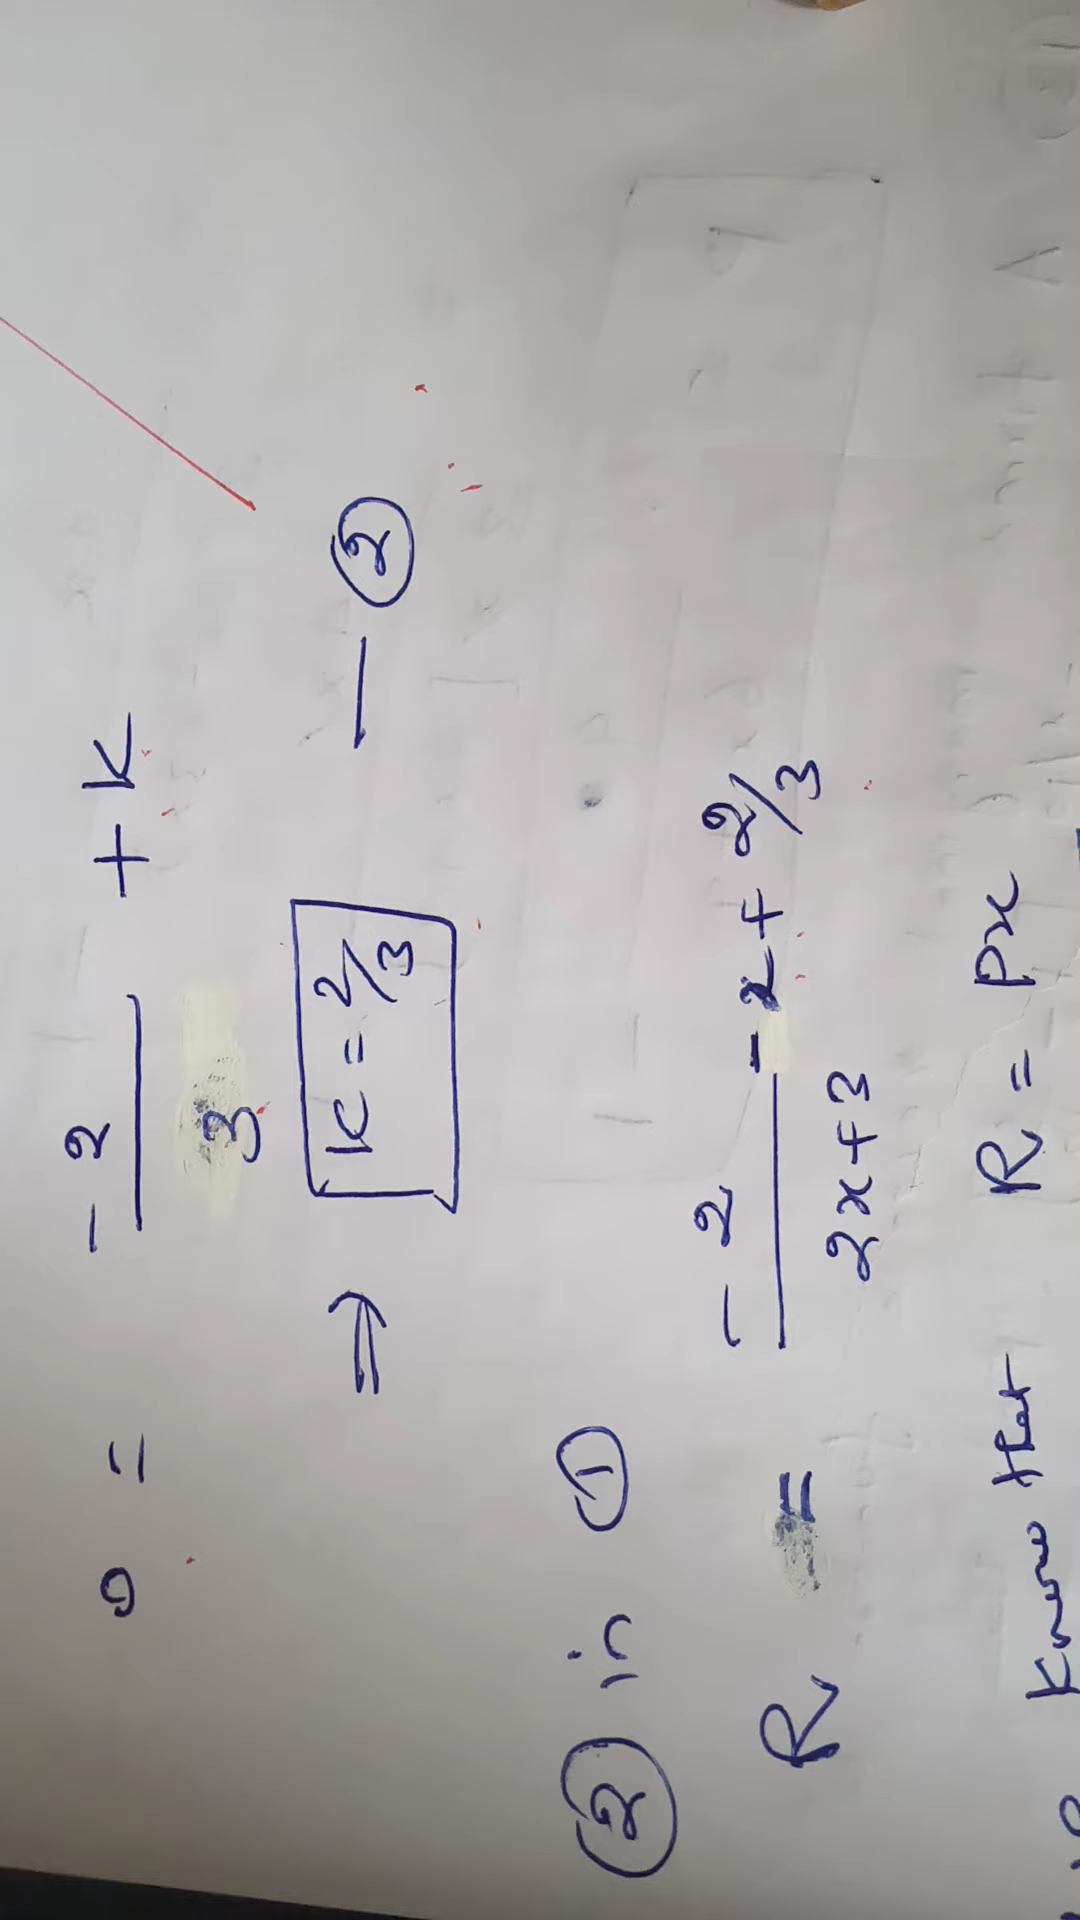 0 = -2/3 + K
⇒ K = 2/3 — ②
② in ①
R = -2/(2x+3) - x + 2/3
Know that R = Px